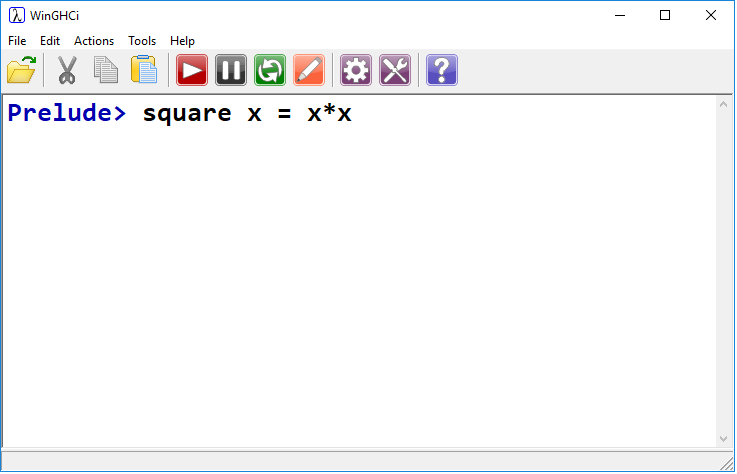 WinGHCi
File Edit Actions Tools Help
Prelude> square x = x*x